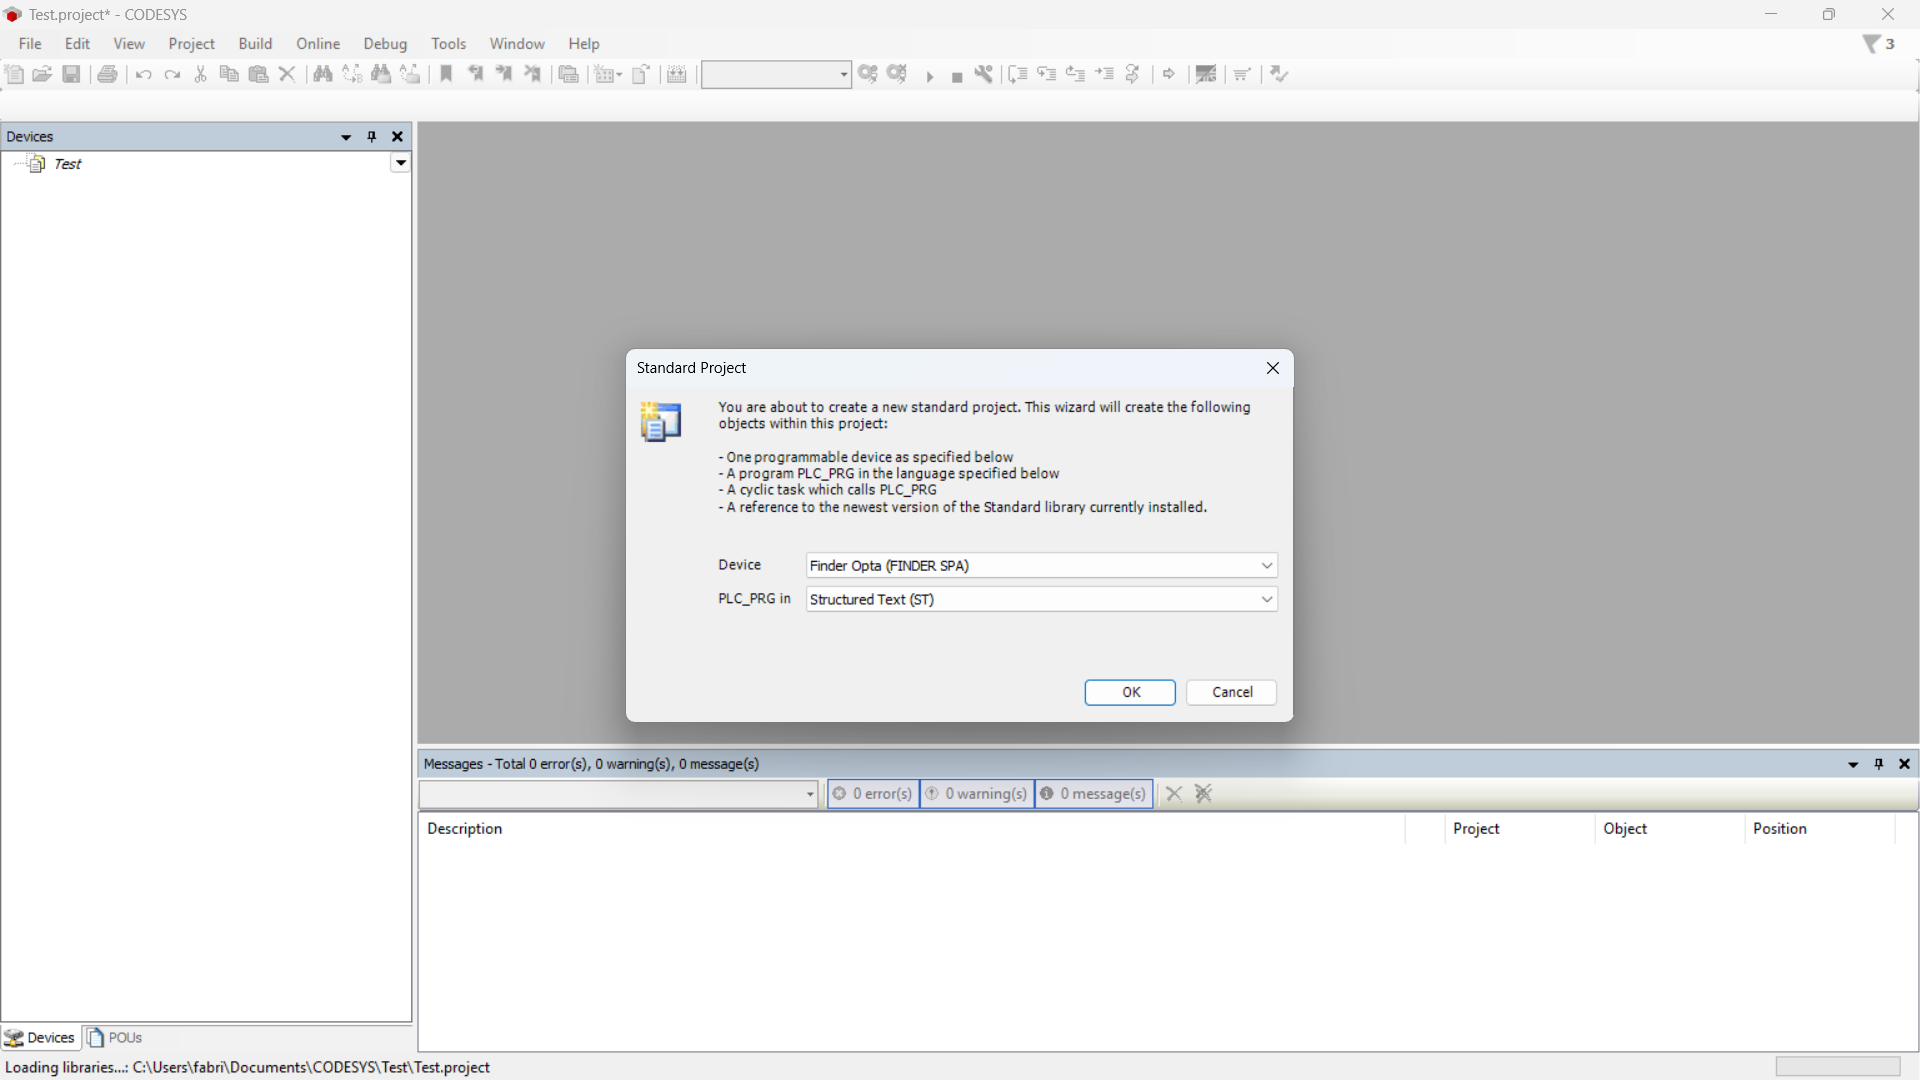 Test.project* - CODESYS
File Edit View Project Build Online Debug Tools Window Help
3
Devices
Test
Standard Project
You are about to create a new standard project. This wizard will create the following
objects within this project:
- One programmable device as specified below
- A program PLC_PRG in the language specified below
- A cyclic task which calls PLC_PRG
- A reference to the newest version of the Standard library currently installed.
Device Finder Opta (FINDER SPA)
PLC_PRG in Structured Text (ST)
OK Cancel
Messages - Total 0 error(s), 0 warning(s), 0 message(s)
0 error(s) 0 warning(s) 0 message(s)
Description Project Object Position
Devices POUs
Loading libraries...: C:\Users\fabri\Documents\CODESYS\Test\Test.project